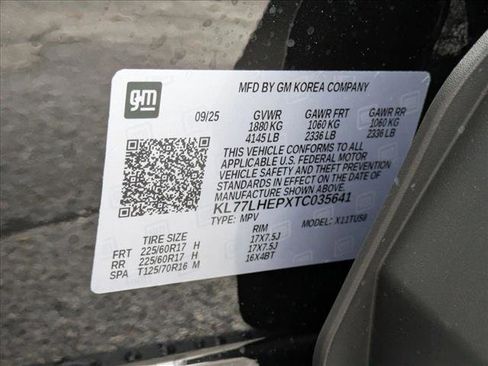 gm
MFD BY GM KOREA COMPANY
09/25 GVWR GAWR FRT GAWR RR
1880 KG 1060 KG 1060 KG
4145 LB 2336 LB 2336 LB
THIS VEHICLE CONFORMS TO ALL
APPLICABLE U.S. FEDERAL MOTOR
VEHICLE SAFETY AND THEFT PREVENTION
STANDARDS IN EFFECT ON THE DATE OF
MANUFACTURE SHOWN ABOVE.
KL77LHEPXTC035641
TYPE: MPV MODEL: X11TUS8
TIRE SIZE RIM
FRT 225/60R17 H 17X7.5J
RR 225/60R17 H 17X7.5J
SPA T125/70R16 M 16X4BT